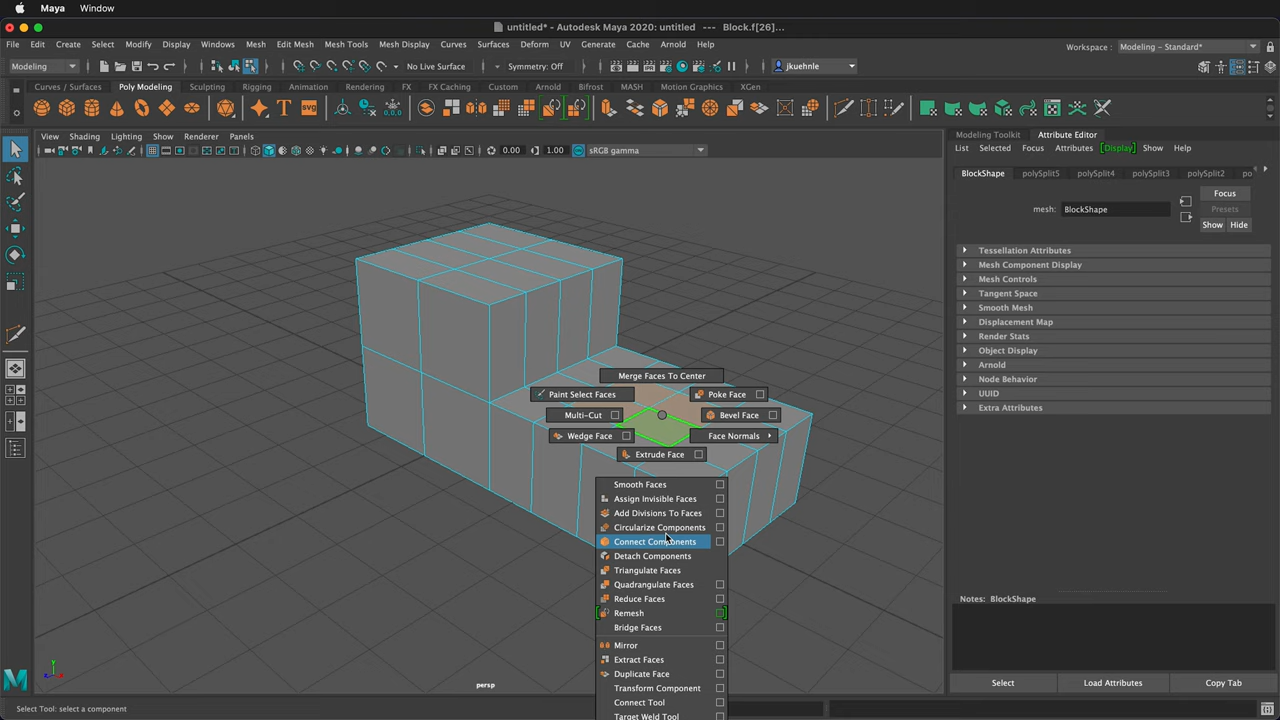 Maya Window
untitled* - Autodesk Maya 2020: untitled --- Block.f[26]...
File Edit Create Select Modify Display Windows Mesh Edit Mesh Mesh Tools Mesh Display Curves Surfaces Deform UV Generate Cache Arnold Help
Workspace : Modeling - Standard*
Modeling No Live Surface Symmetry: Off jkuehnle
Curves / Surfaces Poly Modeling Sculpting Rigging Animation Rendering FX FX Caching Custom Arnold Bifrost MASH Motion Graphics XGen
SVG
0,0,0
View Shading Lighting Show Renderer Panels
0.00 1.00 sRGB gamma
Modeling Toolkit Attribute Editor
List Selected Focus Attributes Display Show Help
BlockShape polySplit5 polySplit4 polySplit3 polySplit2 po
Focus
mesh: BlockShape
Presets
Show Hide
Tessellation Attributes
Mesh Component Display
Mesh Controls
Tangent Space
Smooth Mesh
Displacement Map
Render Stats
Object Display
Arnold
Node Behavior
UUID
Extra Attributes
Notes: BlockShape
Select Load Attributes Copy Tab
Merge Faces To Center
Paint Select Faces Poke Face
Multi-Cut Bevel Face
Wedge Face Face Normals
Extrude Face
Smooth Faces
Assign Invisible Faces
Add Divisions To Faces
Circularize Components
Connect Components
Detach Components
Triangulate Faces
Quadrangulate Faces
Reduce Faces
Remesh
Bridge Faces
Mirror
Extract Faces
Duplicate Face
Transform Component
Connect Tool
Target Weld Tool
persp
Select Tool: select a component